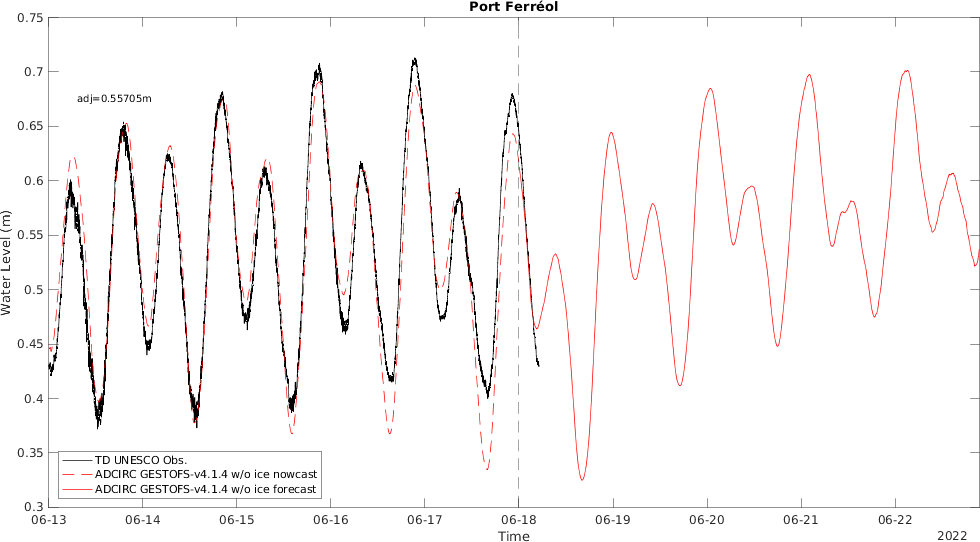 Port Ferréol
0.75
0.7
0.65
0.6
0.55
0.5
0.45
0.4
0.35
0.3
Water Level (m)
adj=0.55705m
TD UNESCO Obs.
ADCIRC GESTOFS-v4.1.4 w/o ice nowcast
ADCIRC GESTOFS-v4.1.4 w/o ice forecast
06-13 06-14 06-15 06-16 06-17 06-18 06-19 06-20 06-21 06-22
Time
2022